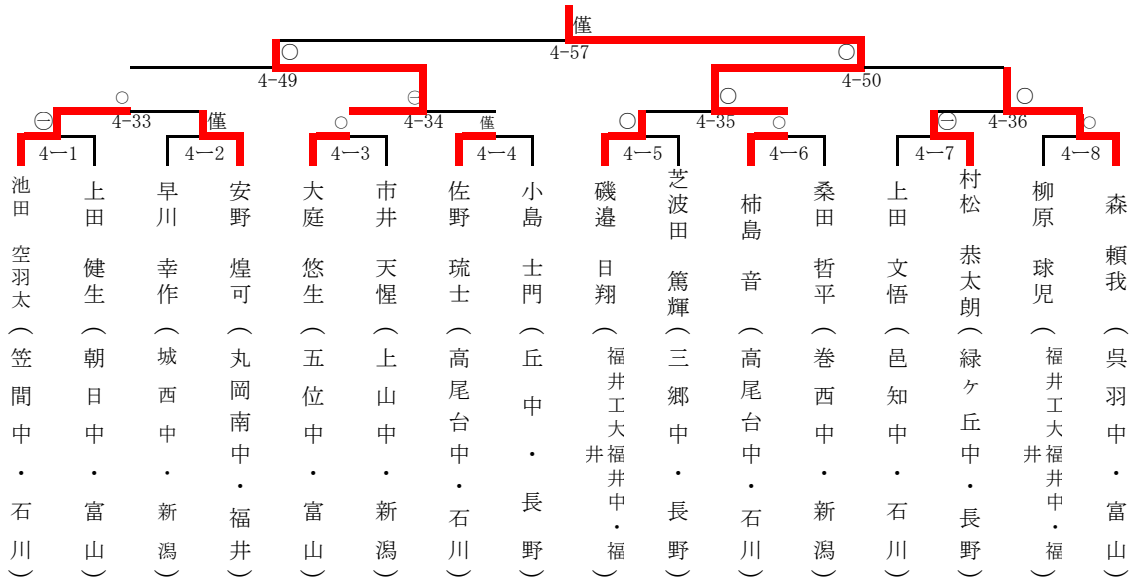 僅
4-57
○
○
4-49
4-50
○
㊀
○
○
4-33
4-34
4-35
4-36
㊀
僅
○
僅
○
○
㊀
○
4ー1
4ー2
4ー3
4ー4
4ー5
4ー6
4ー7
4ー8
池田 空羽太（笠間中・石川）
上田 健生（朝日中・富山）
早川 幸作（城西中・新潟）
安野 煌可（丸岡南中・福井）
大庭 悠生（五位中・富山）
市井 天惺（上山中・新潟）
佐野 琉士（高尾台中・石川）
小島 士門（丘中・長野）
磯邉 日翔（福井工大福井中・福井）
芝波田 篤輝（三郷中・長野）
柿島 音（高尾台中・石川）
桑田 哲平（巻西中・新潟）
上田 文悟（邑知中・石川）
村松 恭太朗（緑ヶ丘中・長野）
柳原 球児（福井工大福井中・福井）
森 頼我（呉羽中・富山）